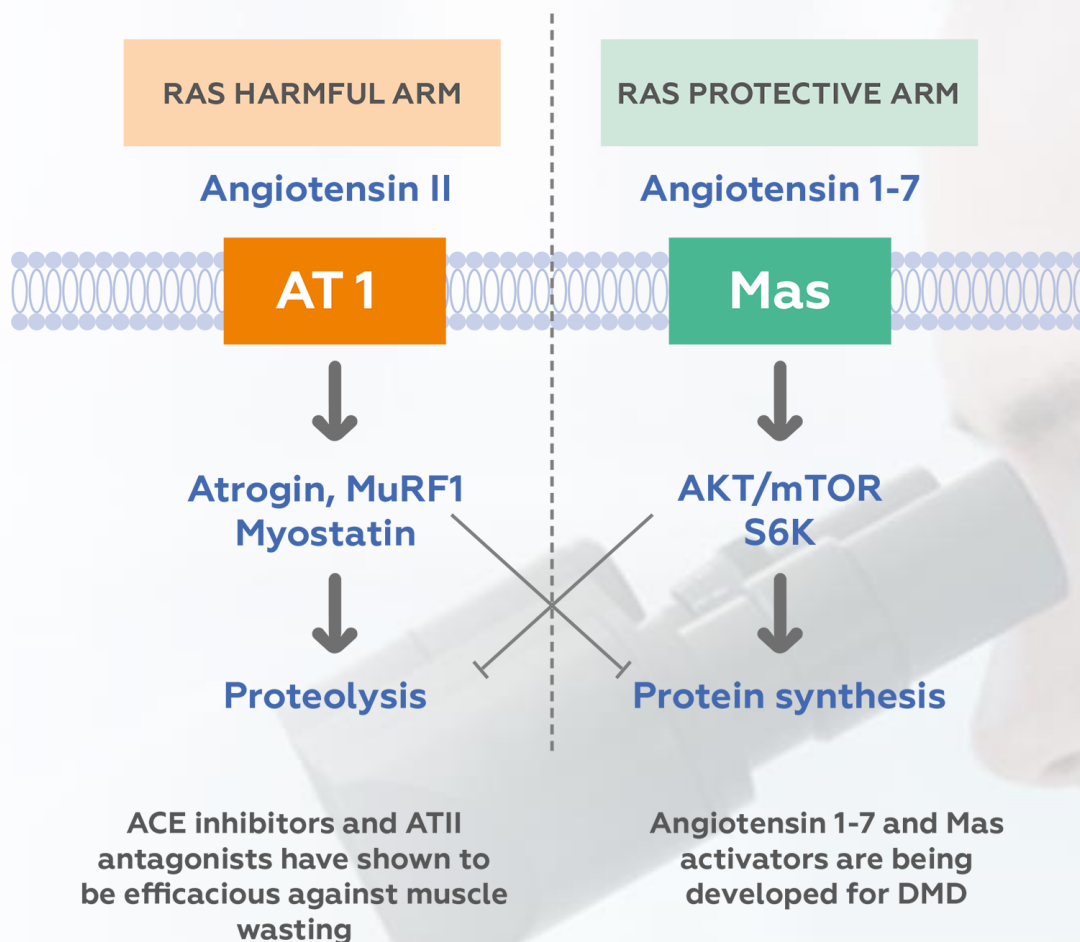 RAS HARMFUL ARM
Angiotensin II
AT 1
Atrogin, MuRF1
Myostatin
Proteolysis
ACE inhibitors and ATII
antagonists have shown to
be efficacious against muscle
wasting
RAS PROTECTIVE ARM
Angiotensin 1-7
Mas
AKT/mTOR
S6K
Protein synthesis
Angiotensin 1-7 and Mas
activators are being
developed for DMD